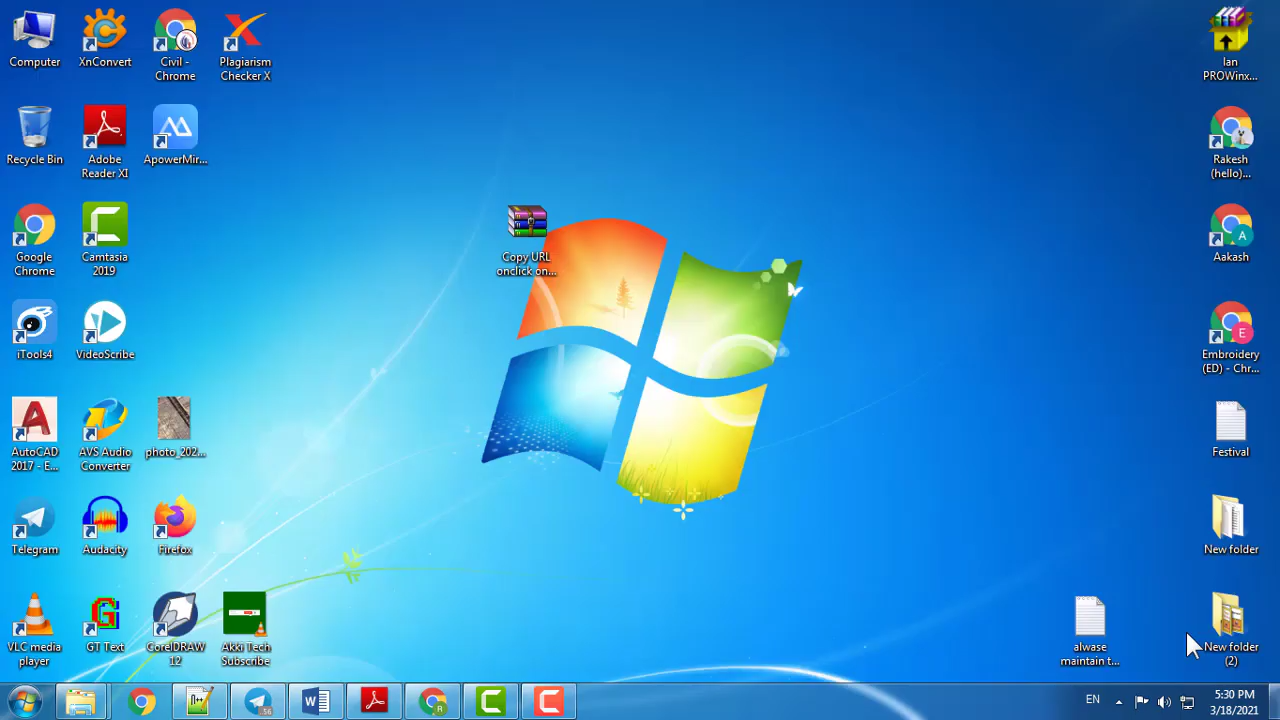 Computer
XnConvert
Civil -
Chrome
Plagiarism
Checker X
Recycle Bin
Adobe
Reader XI
ApowerMir...
Google
Chrome
Camtasia
2019
iTools4
VideoScribe
AutoCAD
2017 - E...
AVS Audio
Converter
photo_202...
Telegram
Audacity
Firefox
VLC media
player
GT Text
CorelDRAW
12
Akki Tech
Subscribe
Copy URL
onclick on...
Ian
PROWinx...
Rakesh
(hello)...
A
Aakash
E
Embroidery
(ED) - Chr...
Festival
New folder
alwase
maintain t...
New folder
(2)
56
R
EN
5:30 PM
3/18/2021